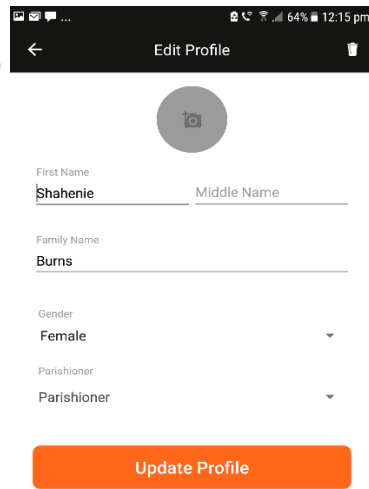 ... 64% 12:15 pm
Edit Profile
First Name
Shahenie Middle Name
Family Name
Burns
Gender
Female
Parishioner
Parishioner
Update Profile